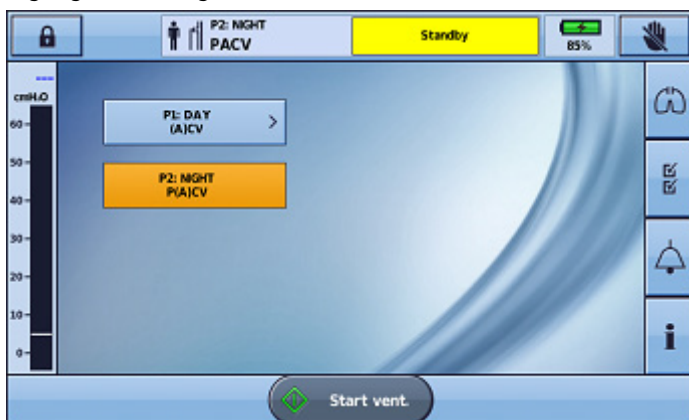 P2: NIGHT
PACV
Standby
85%
---
cmH₂O
60
50
40
30
20
10
0
P1: DAY
(A)CV
P2: NIGHT
P(A)CV
i
Start vent.